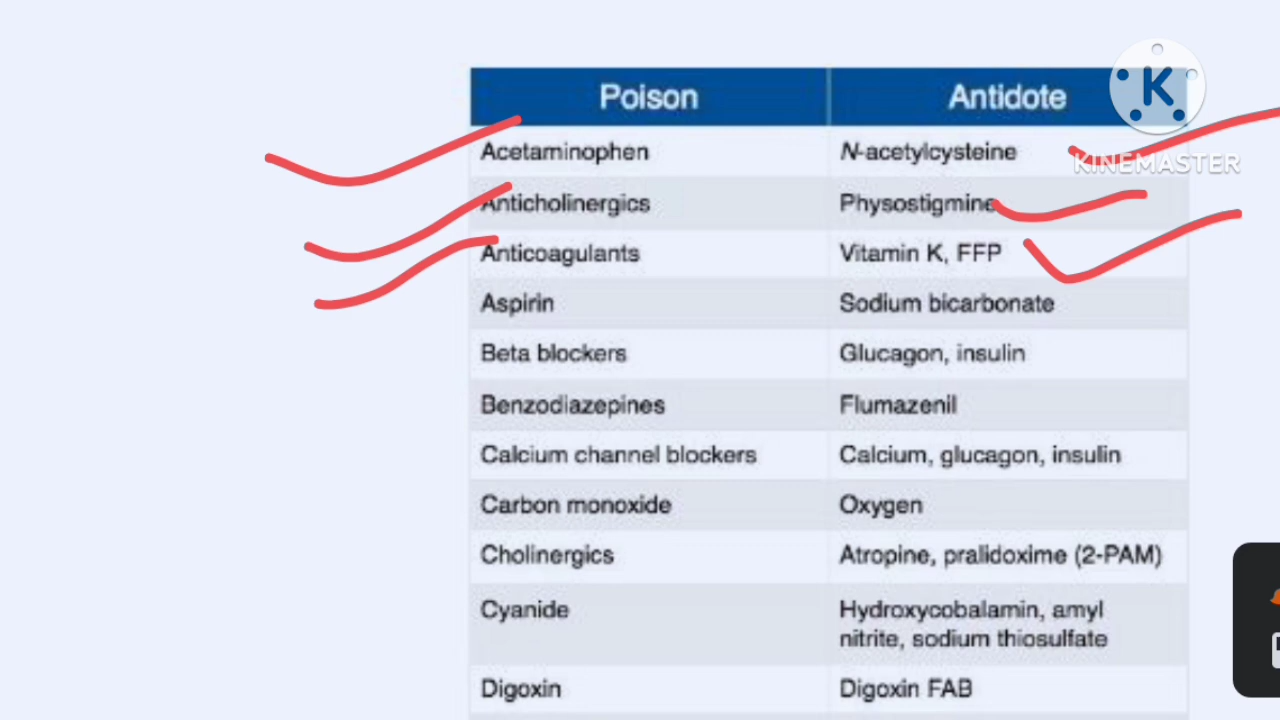 Poison Antidote
K
KINEMASTER
Acetaminophen N-acetylcysteine
Anticholinergics Physostigmine
Anticoagulants Vitamin K, FFP
Aspirin Sodium bicarbonate
Beta blockers Glucagon, insulin
Benzodiazepines Flumazenil
Calcium channel blockers Calcium, glucagon, insulin
Carbon monoxide Oxygen
Cholinergics Atropine, pralidoxime (2-PAM)
Cyanide Hydroxycobalamin, amyl
nitrite, sodium thiosulfate
Digoxin Digoxin FAB